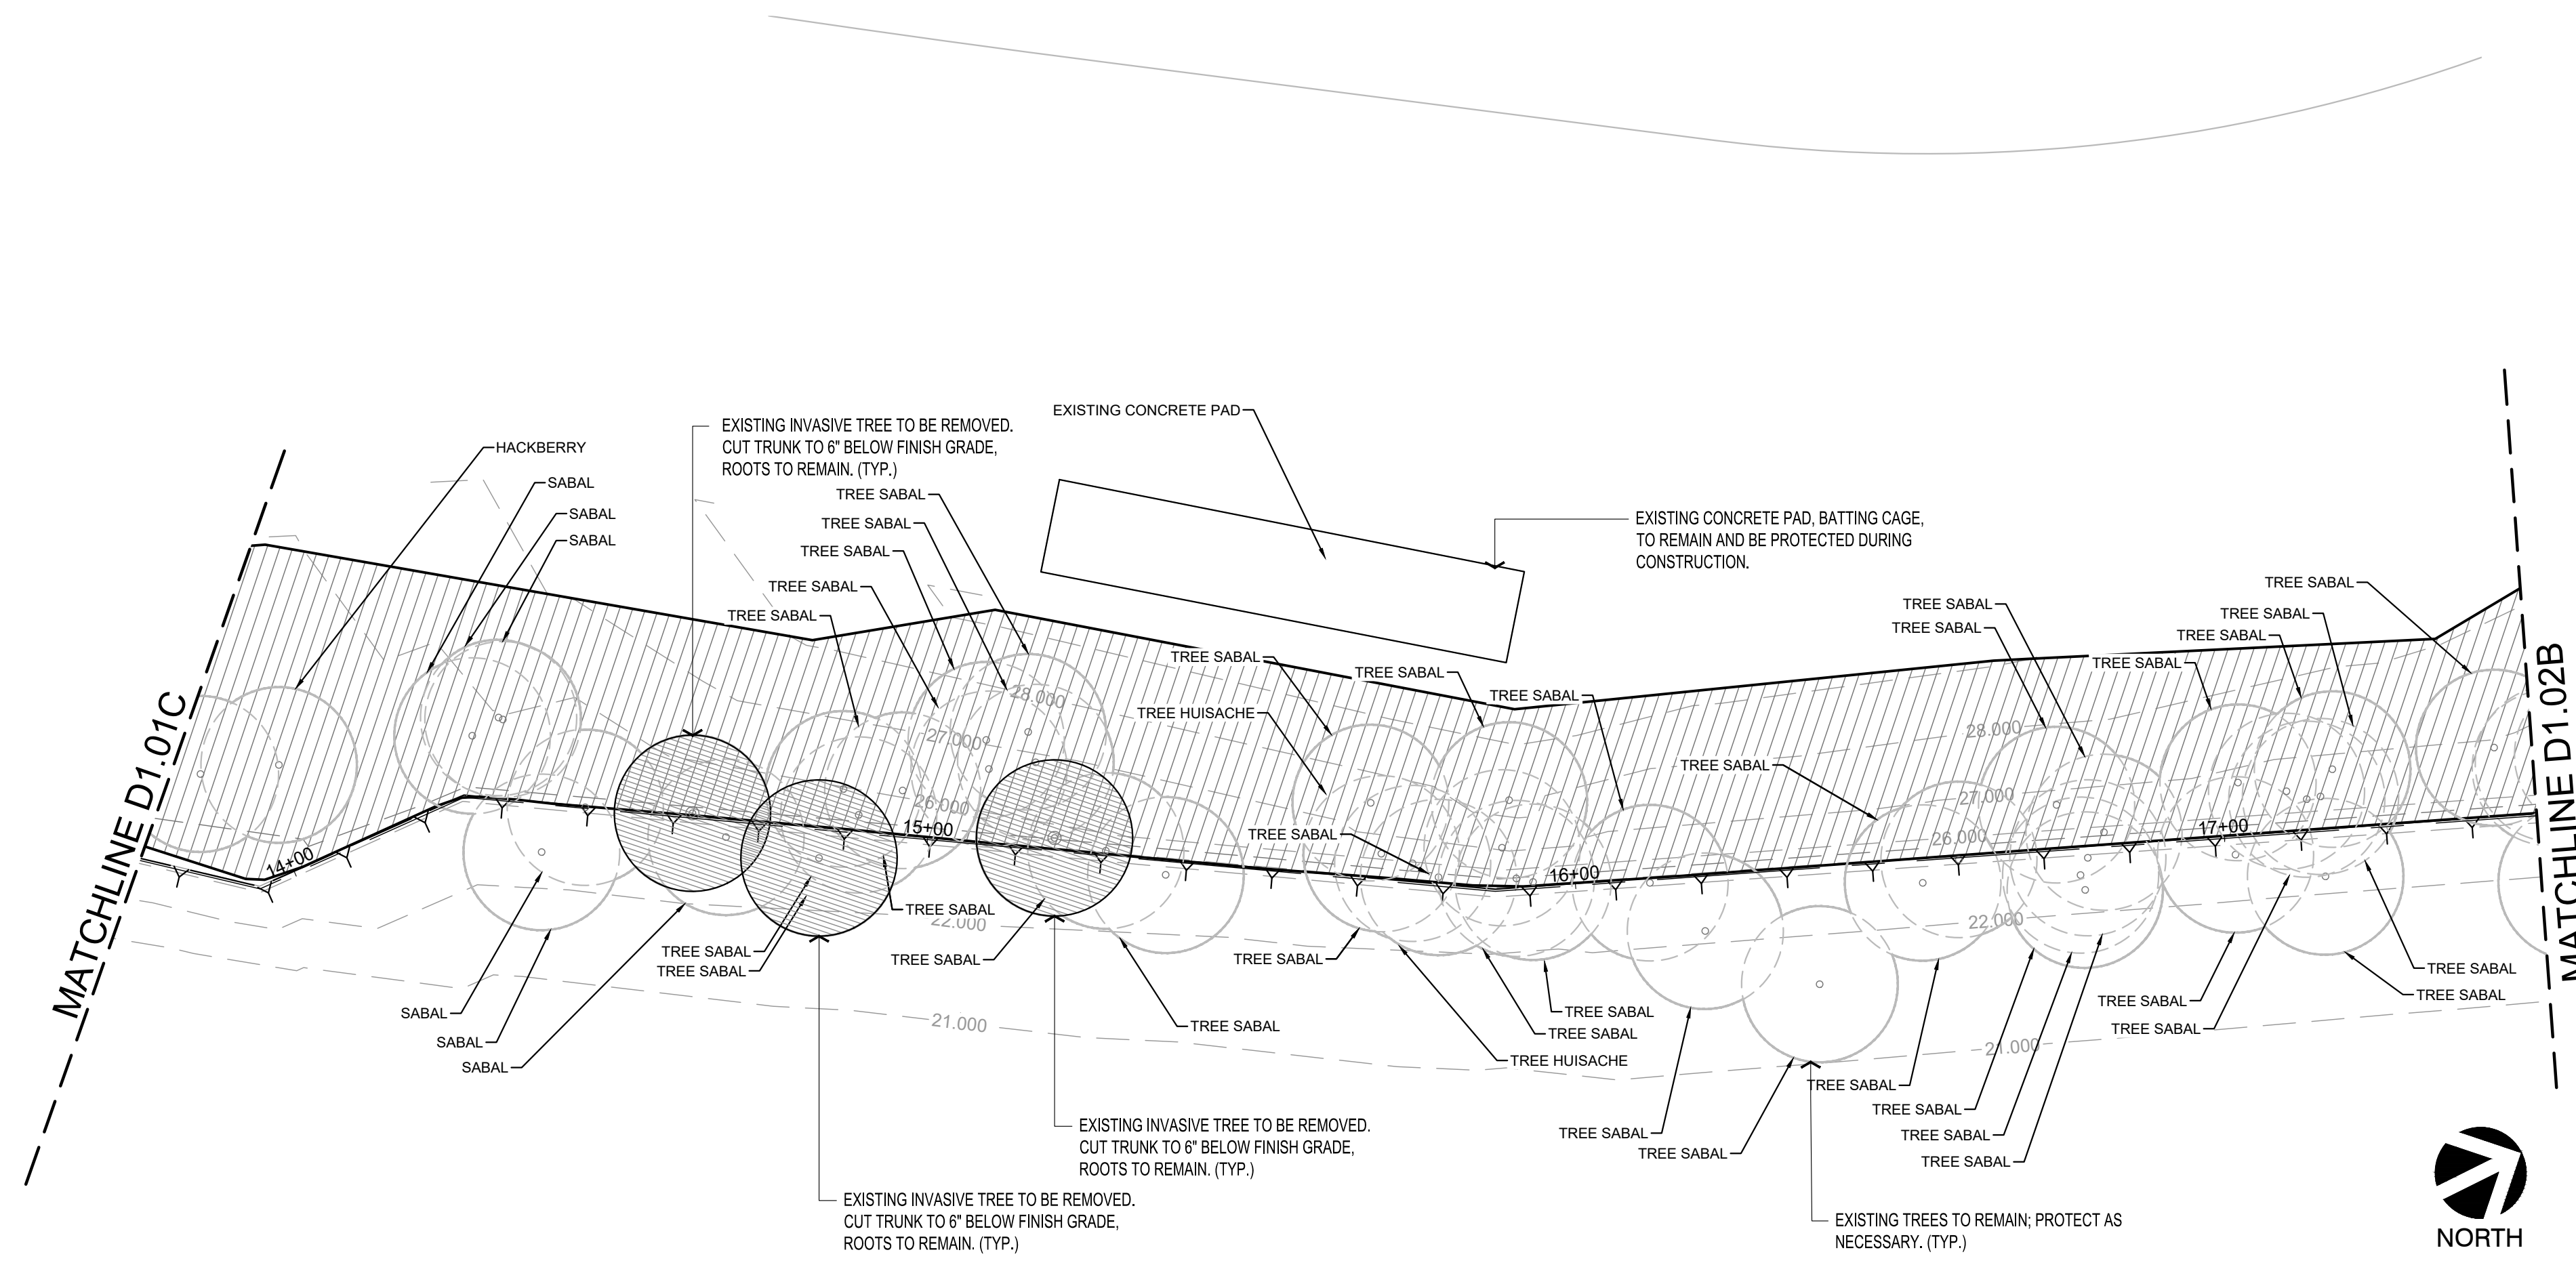 EXISTING CONCRETE PAD
EXISTING INVASIVE TREE TO BE REMOVED.
CUT TRUNK TO 6" BELOW FINISH GRADE,
ROOTS TO REMAIN. (TYP.)
HACKBERRY
SABAL
SABAL
SABAL
TREE SABAL
TREE SABAL
TREE SABAL
TREE SABAL
TREE SABAL
EXISTING CONCRETE PAD, BATTING CAGE,
TO REMAIN AND BE PROTECTED DURING
CONSTRUCTION.
TREE SABAL
TREE SABAL
TREE SABAL
TREE SABAL
TREE SABAL
TREE SABAL
TREE SABAL
TREE SABAL
TREE SABAL
TREE HUISACHE
TREE SABAL
TREE SABAL
TREE SABAL
28.000
27.000
26.000
28.000
27.000
26.000
MATCHLINE D1.01C
MATCHLINE D1.02B
14+00
15+00
16+00
17+00
TREE SABAL
22.000
22.000
TREE SABAL
TREE SABAL
TREE SABAL
TREE SABAL
TREE SABAL
TREE SABAL
SABAL
SABAL
SABAL
21.000
21.000
TREE SABAL
TREE SABAL
TREE SABAL
TREE HUISACHE
TREE SABAL
TREE SABAL
TREE SABAL
TREE SABAL
TREE SABAL
TREE SABAL
TREE SABAL
TREE SABAL
EXISTING INVASIVE TREE TO BE REMOVED.
CUT TRUNK TO 6" BELOW FINISH GRADE,
ROOTS TO REMAIN. (TYP.)
EXISTING INVASIVE TREE TO BE REMOVED.
CUT TRUNK TO 6" BELOW FINISH GRADE,
ROOTS TO REMAIN. (TYP.)
EXISTING TREES TO REMAIN; PROTECT AS
NECESSARY. (TYP.)
NORTH